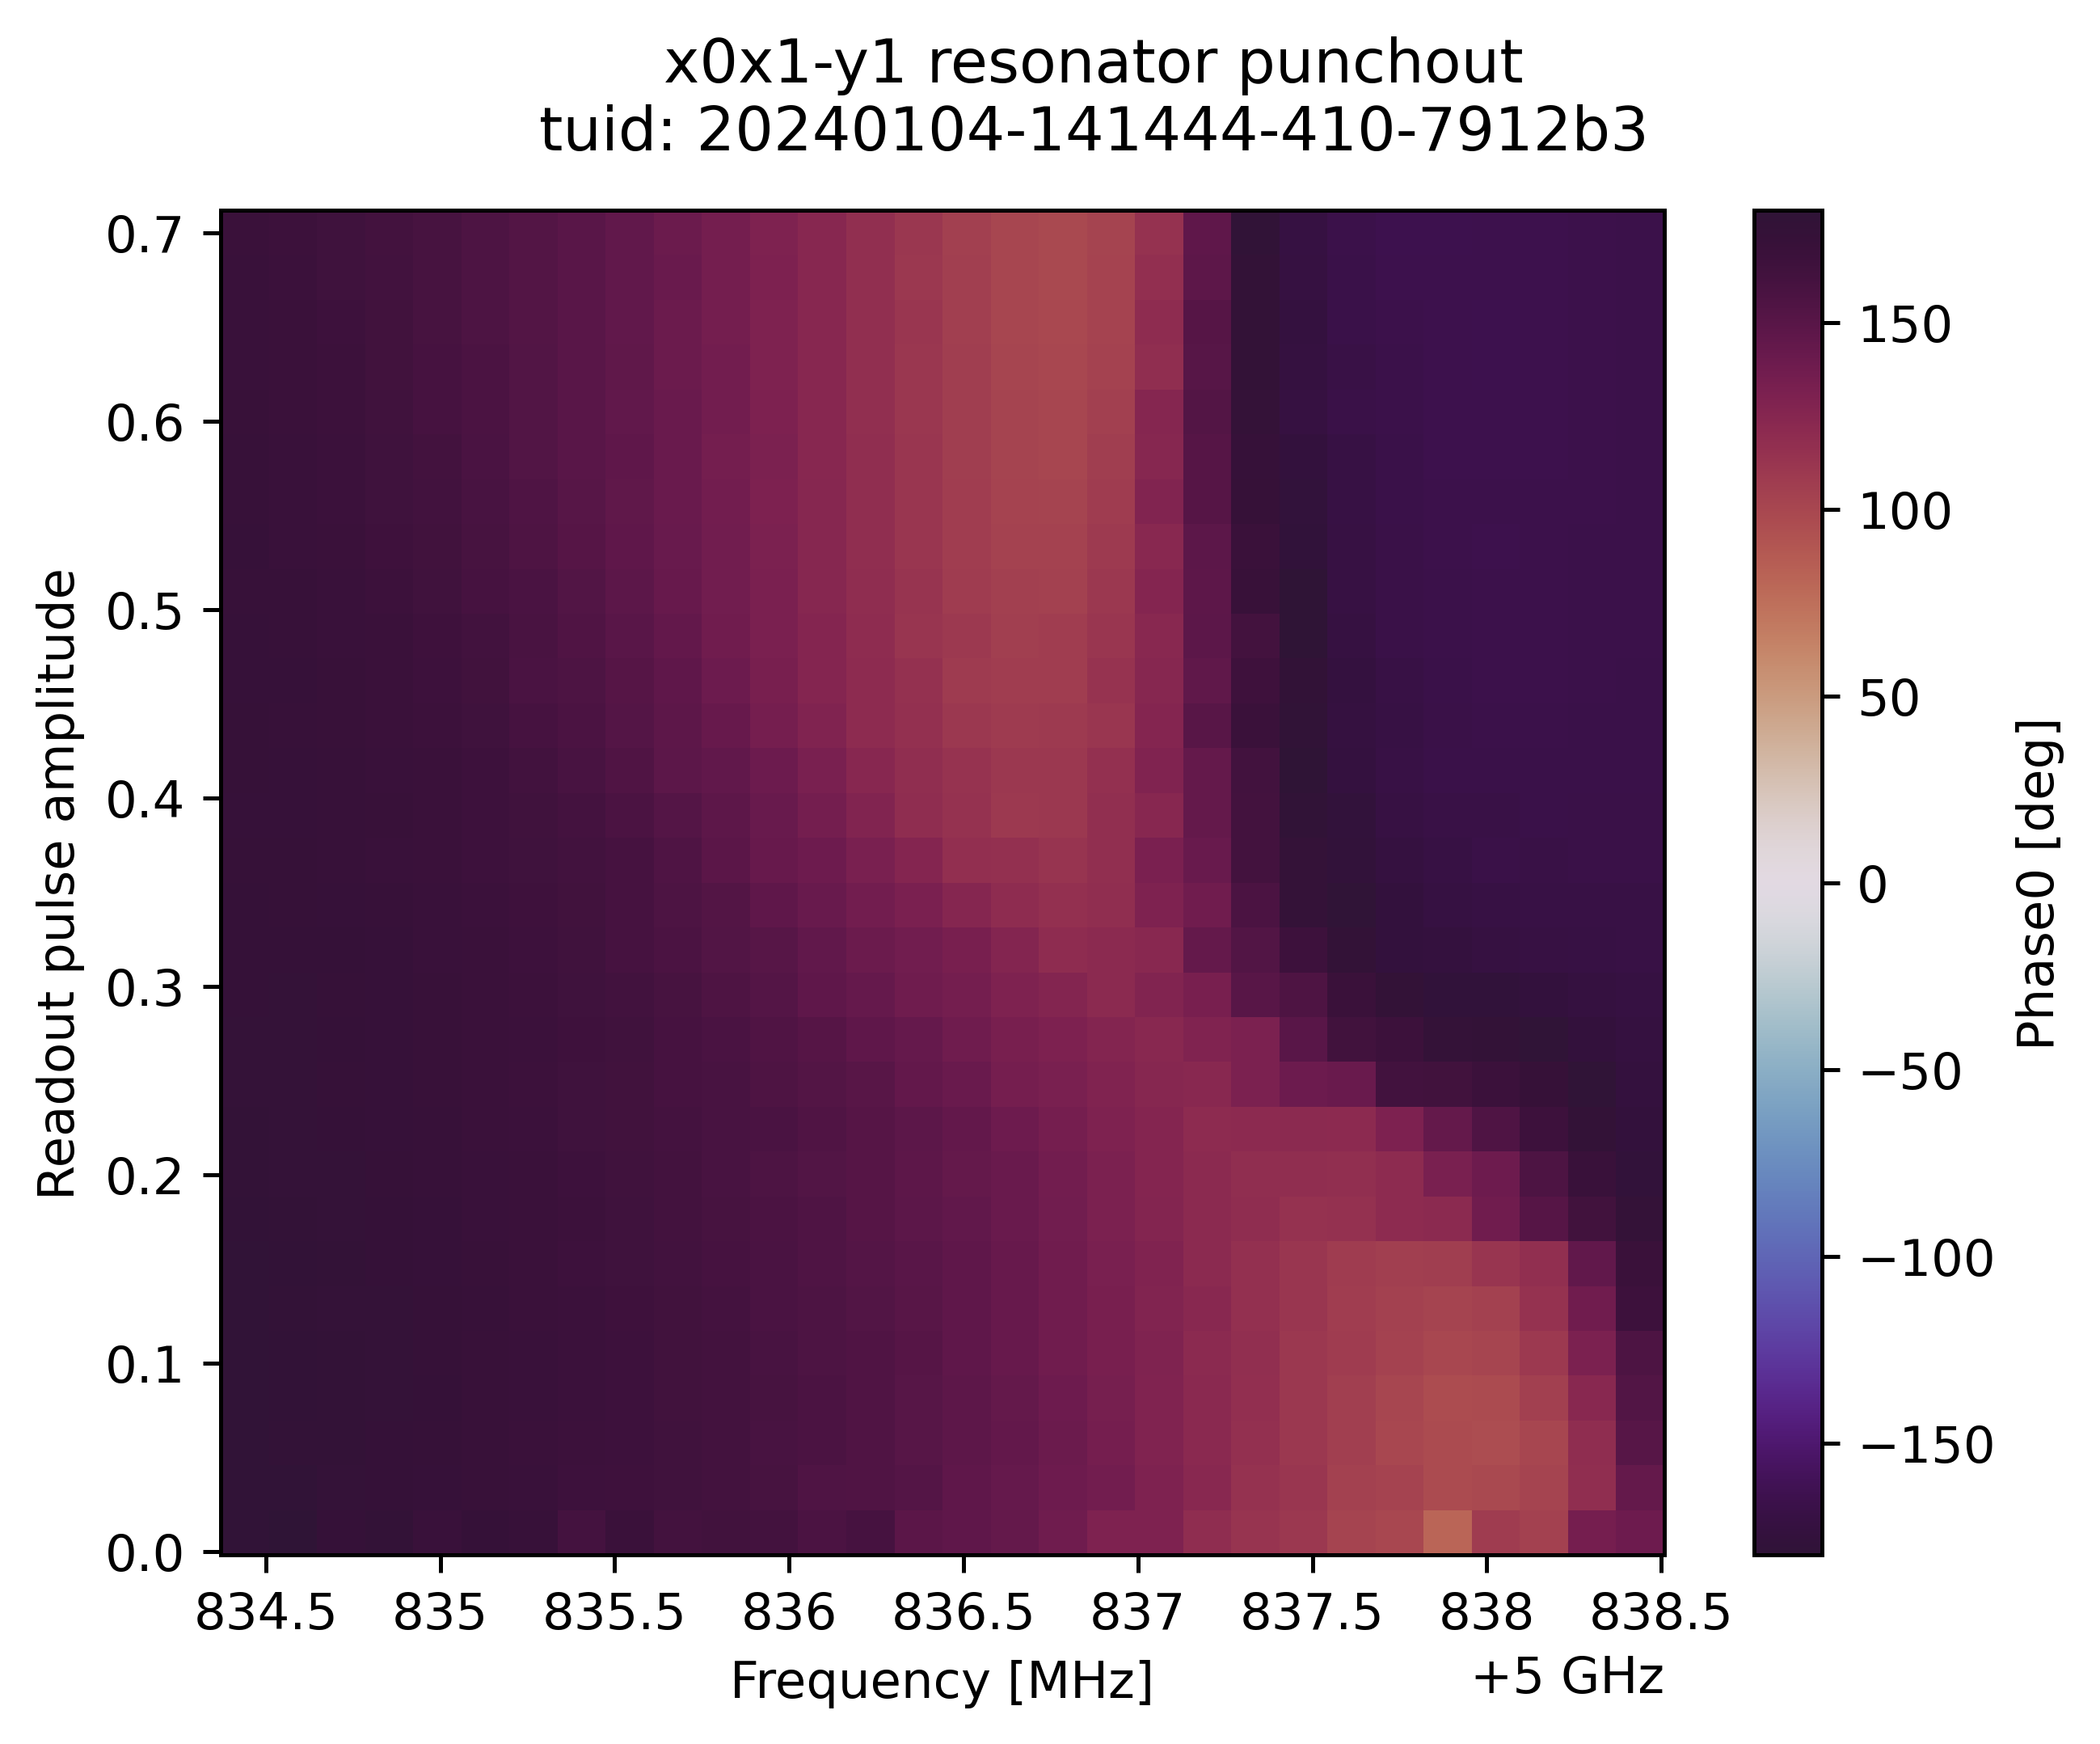 x0x1-y1 resonator punchout
tuid: 20240104-141444-410-7912b3
0.7
0.6
0.5
0.4
0.3
0.2
0.1
0.0
Readout pulse amplitude
834.5 835 835.5 836 836.5 837 837.5 838 838.5
Frequency [MHz]
+5 GHz
150
100
50
0
−50
−100
−150
Phase0 [deg]